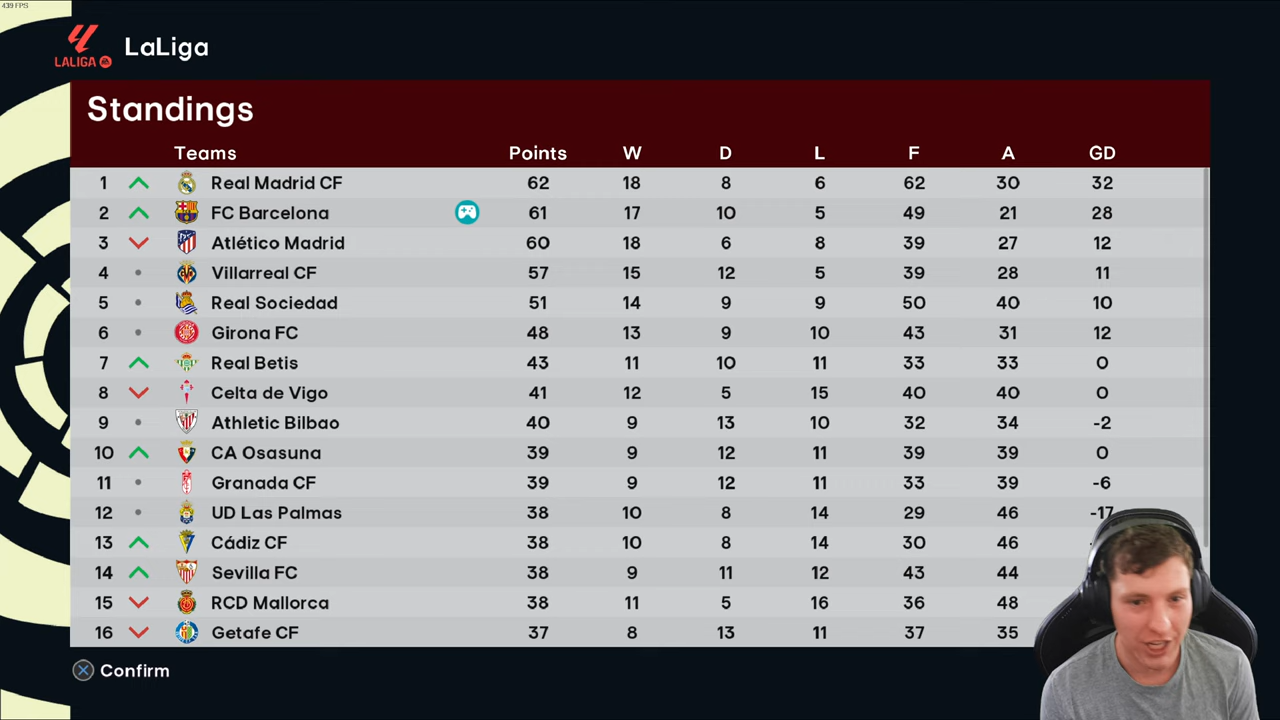 439 FPS
LALIGA EA LaLiga
Standings
Teams Points W D L F A GD
1 Real Madrid CF 62 18 8 6 62 30 32
2 FC Barcelona 61 17 10 5 49 21 28
3 Atlético Madrid 60 18 6 8 39 27 12
4 Villarreal CF 57 15 12 5 39 28 11
5 Real Sociedad 51 14 9 9 50 40 10
6 Girona FC 48 13 9 10 43 31 12
7 Real Betis 43 11 10 11 33 33 0
8 Celta de Vigo 41 12 5 15 40 40 0
9 Athletic Bilbao 40 9 13 10 32 34 -2
10 CA Osasuna 39 9 12 11 39 39 0
11 Granada CF 39 9 12 11 33 39 -6
12 UD Las Palmas 38 10 8 14 29 46 -17
13 Cádiz CF 38 10 8 14 30 46
14 Sevilla FC 38 9 11 12 43 44
15 RCD Mallorca 38 11 5 16 36 48
16 Getafe CF 37 8 13 11 37 35
Confirm